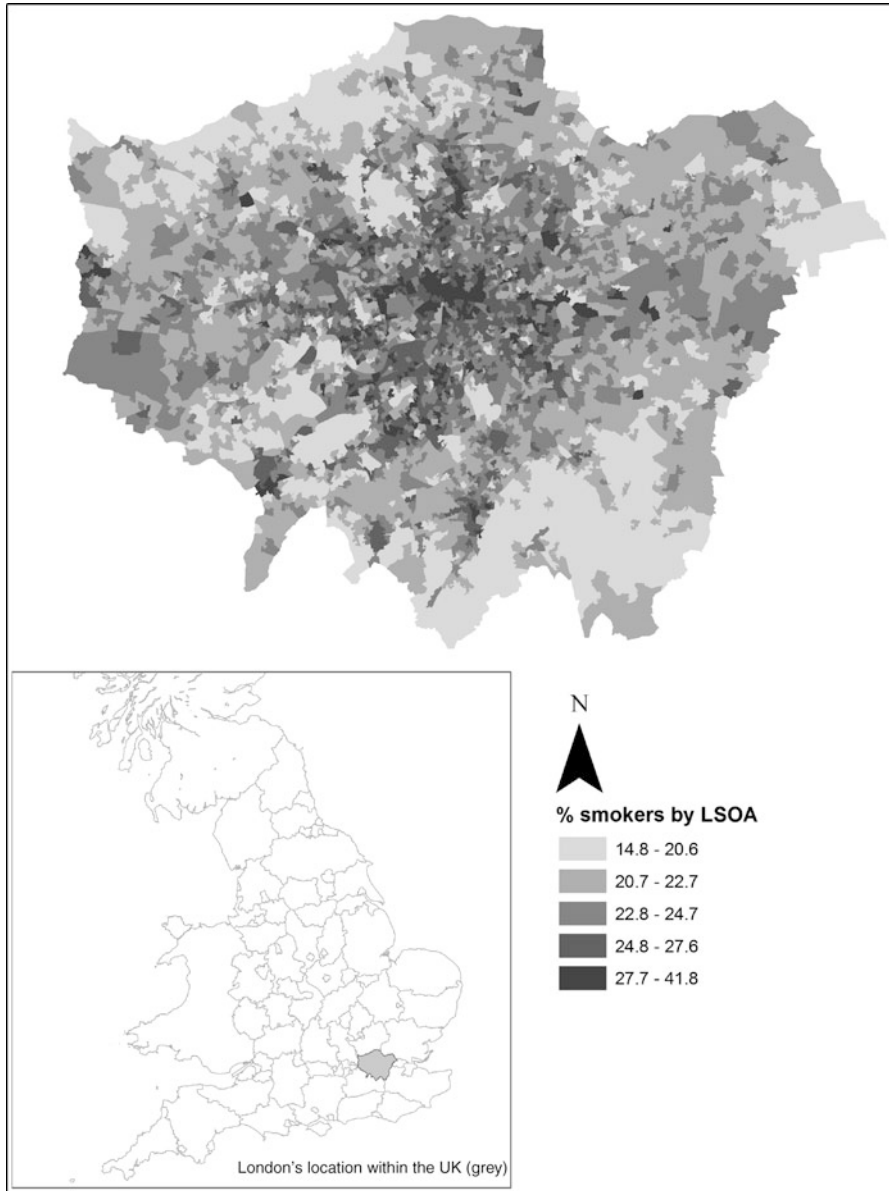 N
% smokers by LSOA
14.8 - 20.6
20.7 - 22.7
22.8 - 24.7
24.8 - 27.6
27.7 - 41.8
London's location within the UK (grey)